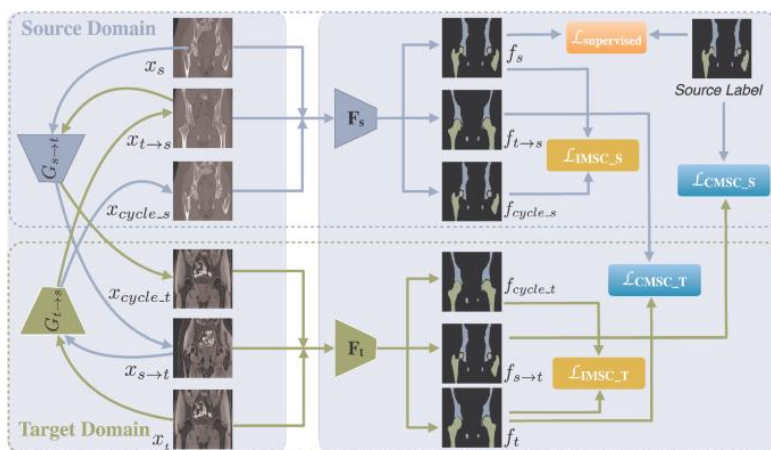 Source Domain
x_s
x_{t→s}
x_{cycle_s}
G_{s→t}
G_{t→s}
F_s
f_s
f_{t→s}
f_{cycle_s}
ℒ_supervised
Source Label
ℒ_IMSC_S
ℒ_CMSC_S
ℒ_CMSC_T
x_{cycle_t}
x_{s→t}
x_t
F_t
f_{cycle_t}
f_{s→t}
f_t
ℒ_IMSC_T
Target Domain